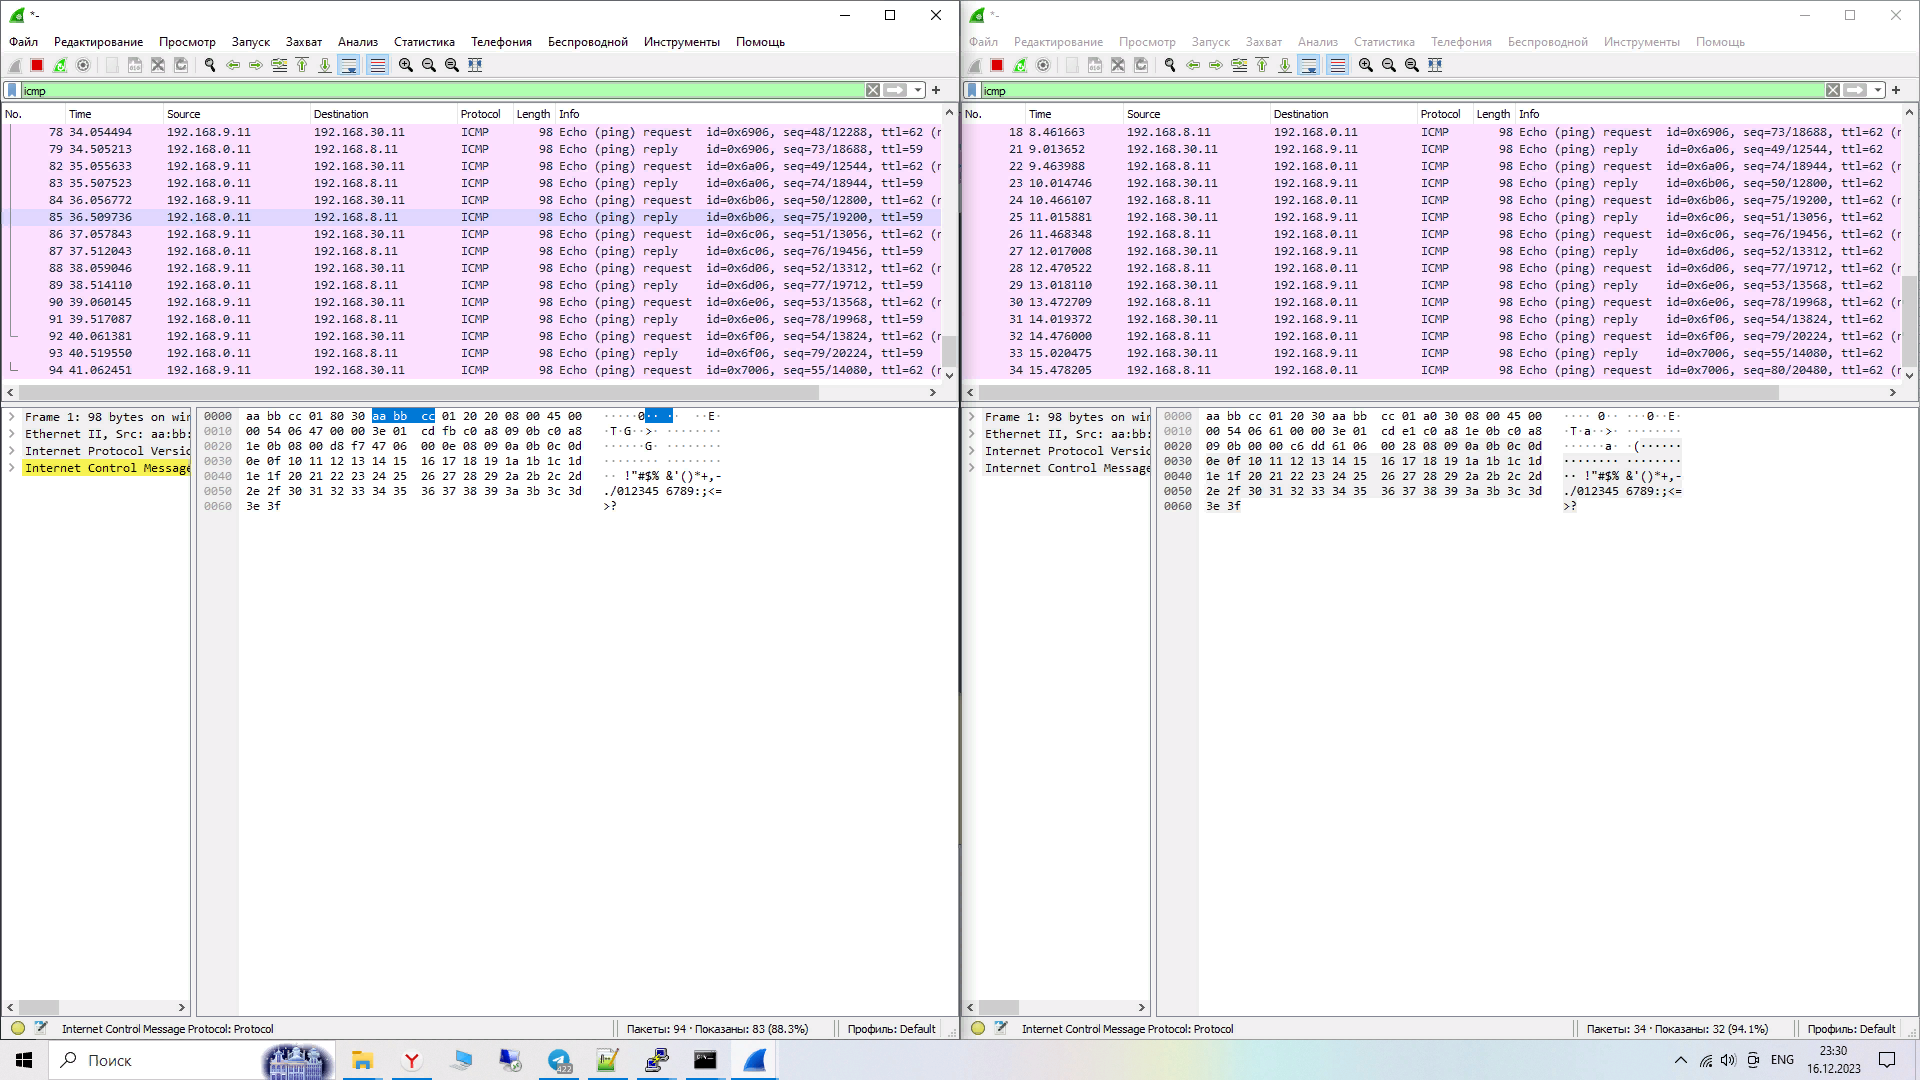 *-
Файл Редактирование Просмотр Запуск Захват Анализ Статистика Телефония Беспроводной Инструменты Помощь
icmp
No. Time Source Destination Protocol Length Info
78 34.054494 192.168.9.11 192.168.30.11 ICMP 98 Echo (ping) request id=0x6906, seq=48/12288, ttl=62 (r
79 34.505213 192.168.0.11 192.168.8.11 ICMP 98 Echo (ping) reply id=0x6906, seq=73/18688, ttl=59
82 35.055633 192.168.9.11 192.168.30.11 ICMP 98 Echo (ping) request id=0x6a06, seq=49/12544, ttl=62 (r
83 35.507523 192.168.0.11 192.168.8.11 ICMP 98 Echo (ping) reply id=0x6a06, seq=74/18944, ttl=59
84 36.056772 192.168.9.11 192.168.30.11 ICMP 98 Echo (ping) request id=0x6b06, seq=50/12800, ttl=62 (r
85 36.509736 192.168.0.11 192.168.8.11 ICMP 98 Echo (ping) reply id=0x6b06, seq=75/19200, ttl=59
86 37.057843 192.168.9.11 192.168.30.11 ICMP 98 Echo (ping) request id=0x6c06, seq=51/13056, ttl=62 (r
87 37.512043 192.168.0.11 192.168.8.11 ICMP 98 Echo (ping) reply id=0x6c06, seq=76/19456, ttl=59
88 38.059046 192.168.9.11 192.168.30.11 ICMP 98 Echo (ping) request id=0x6d06, seq=52/13312, ttl=62 (r
89 38.514110 192.168.0.11 192.168.8.11 ICMP 98 Echo (ping) reply id=0x6d06, seq=77/19712, ttl=59
90 39.060145 192.168.9.11 192.168.30.11 ICMP 98 Echo (ping) request id=0x6e06, seq=53/13568, ttl=62 (r
91 39.517087 192.168.0.11 192.168.8.11 ICMP 98 Echo (ping) reply id=0x6e06, seq=78/19968, ttl=59
92 40.061381 192.168.9.11 192.168.30.11 ICMP 98 Echo (ping) request id=0x6f06, seq=54/13824, ttl=62 (r
93 40.519550 192.168.0.11 192.168.8.11 ICMP 98 Echo (ping) reply id=0x6f06, seq=79/20224, ttl=59
94 41.062451 192.168.9.11 192.168.30.11 ICMP 98 Echo (ping) request id=0x7006, seq=55/14080, ttl=62 (r
Frame 1: 98 bytes on wir
Ethernet II, Src: aa:bb:
Internet Protocol Versio
Internet Control Message
0000 aa bb cc 01 80 30 aa bb cc 01 20 20 08 00 45 00 ·····0·· ·· ··E·
0010 00 54 06 47 00 00 3e 01 cd fb c0 a8 09 0b c0 a8 ·T·G··>· ········
0020 1e 0b 08 00 d8 f7 47 06 00 0e 08 09 0a 0b 0c 0d ······G· ········
0030 0e 0f 10 11 12 13 14 15 16 17 18 19 1a 1b 1c 1d ········ ········
0040 1e 1f 20 21 22 23 24 25 26 27 28 29 2a 2b 2c 2d ·· !"#$% &'()*+,-
0050 2e 2f 30 31 32 33 34 35 36 37 38 39 3a 3b 3c 3d ./012345 6789:;<=
0060 3e 3f >?
Internet Control Message Protocol: Protocol Пакеты: 94 · Показаны: 83 (88.3%) Профиль: Default
*-
Файл Редактирование Просмотр Запуск Захват Анализ Статистика Телефония Беспроводной Инструменты Помощь
icmp
No. Time Source Destination Protocol Length Info
18 8.461663 192.168.8.11 192.168.0.11 ICMP 98 Echo (ping) request id=0x6906, seq=73/18688, ttl=62 (r
21 9.013652 192.168.30.11 192.168.9.11 ICMP 98 Echo (ping) reply id=0x6a06, seq=49/12544, ttl=62
22 9.463988 192.168.8.11 192.168.0.11 ICMP 98 Echo (ping) request id=0x6a06, seq=74/18944, ttl=62 (r
23 10.014746 192.168.30.11 192.168.9.11 ICMP 98 Echo (ping) reply id=0x6b06, seq=50/12800, ttl=62
24 10.466107 192.168.8.11 192.168.0.11 ICMP 98 Echo (ping) request id=0x6b06, seq=75/19200, ttl=62 (r
25 11.015881 192.168.30.11 192.168.9.11 ICMP 98 Echo (ping) reply id=0x6c06, seq=51/13056, ttl=62
26 11.468348 192.168.8.11 192.168.0.11 ICMP 98 Echo (ping) request id=0x6c06, seq=76/19456, ttl=62 (r
27 12.017008 192.168.30.11 192.168.9.11 ICMP 98 Echo (ping) reply id=0x6d06, seq=52/13312, ttl=62
28 12.470522 192.168.8.11 192.168.0.11 ICMP 98 Echo (ping) request id=0x6d06, seq=77/19712, ttl=62 (r
29 13.018110 192.168.30.11 192.168.9.11 ICMP 98 Echo (ping) reply id=0x6e06, seq=53/13568, ttl=62
30 13.472709 192.168.8.11 192.168.0.11 ICMP 98 Echo (ping) request id=0x6e06, seq=78/19968, ttl=62 (r
31 14.019372 192.168.30.11 192.168.9.11 ICMP 98 Echo (ping) reply id=0x6f06, seq=54/13824, ttl=62
32 14.476000 192.168.8.11 192.168.0.11 ICMP 98 Echo (ping) request id=0x6f06, seq=79/20224, ttl=62 (r
33 15.020475 192.168.30.11 192.168.9.11 ICMP 98 Echo (ping) reply id=0x7006, seq=55/14080, ttl=62
34 15.478205 192.168.8.11 192.168.0.11 ICMP 98 Echo (ping) request id=0x7006, seq=80/20480, ttl=62 (r
Frame 1: 98 bytes on wir
Ethernet II, Src: aa:bb:
Internet Protocol Versio
Internet Control Message
0000 aa bb cc 01 20 30 aa bb cc 01 a0 30 08 00 45 00 ···· 0·· ···0··E·
0010 00 54 06 61 00 00 3e 01 cd e1 c0 a8 1e 0b c0 a8 ·T·a··>· ········
0020 09 0b 00 00 c6 dd 61 06 00 28 08 09 0a 0b 0c 0d ······a· ·(······
0030 0e 0f 10 11 12 13 14 15 16 17 18 19 1a 1b 1c 1d ········ ········
0040 1e 1f 20 21 22 23 24 25 26 27 28 29 2a 2b 2c 2d ·· !"#$% &'()*+,-
0050 2e 2f 30 31 32 33 34 35 36 37 38 39 3a 3b 3c 3d ./012345 6789:;<=
0060 3e 3f >?
Internet Control Message Protocol: Protocol Пакеты: 34 · Показаны: 32 (94.1%) Профиль: Default
Поиск
422
ENG
23:30
16.12.2023